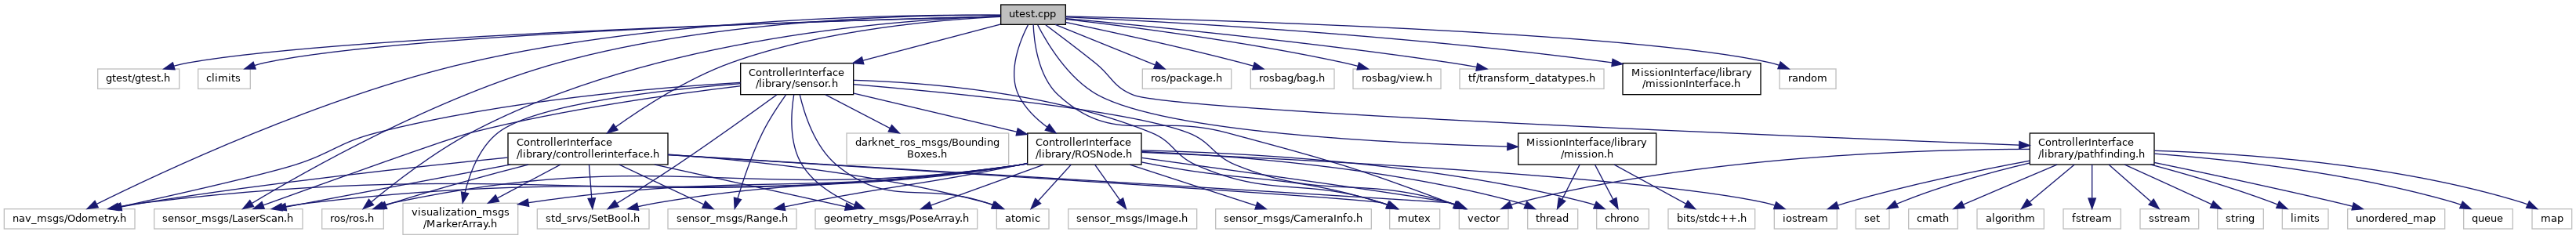 utest.cpp
gtest/gtest.h
climits
ControllerInterface
/library/sensor.h
ros/package.h
rosbag/bag.h
rosbag/view.h
tf/transform_datatypes.h
MissionInterface/library
/missionInterface.h
random
ControllerInterface
/library/controllerinterface.h
darknet_ros_msgs/Bounding
Boxes.h
ControllerInterface
/library/ROSNode.h
MissionInterface/library
/mission.h
ControllerInterface
/library/pathfinding.h
nav_msgs/Odometry.h
sensor_msgs/LaserScan.h
ros/ros.h
visualization_msgs
/MarkerArray.h
std_srvs/SetBool.h
sensor_msgs/Range.h
geometry_msgs/PoseArray.h
atomic
sensor_msgs/Image.h
sensor_msgs/CameraInfo.h
mutex
vector
thread
chrono
bits/stdc++.h
iostream
set
cmath
algorithm
fstream
sstream
string
limits
unordered_map
queue
map